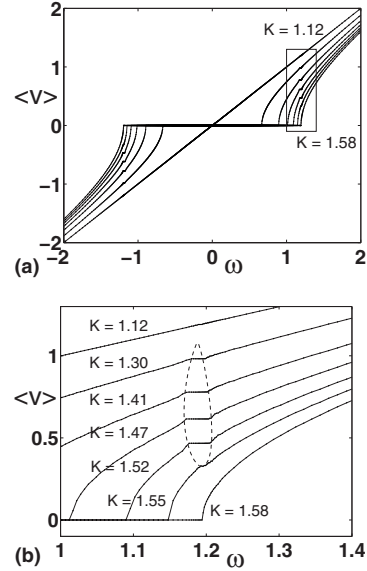 2
K = 1.12
1
<V>
0
K = 1.58
−1
−2
−2
−1
0
1
2
(a)
ω
K = 1.12
1
K = 1.30
<V>
K = 1.41
0.5
K = 1.47
K = 1.52
K = 1.55
K = 1.58
0
1
1.1
1.2
1.3
1.4
(b)
ω